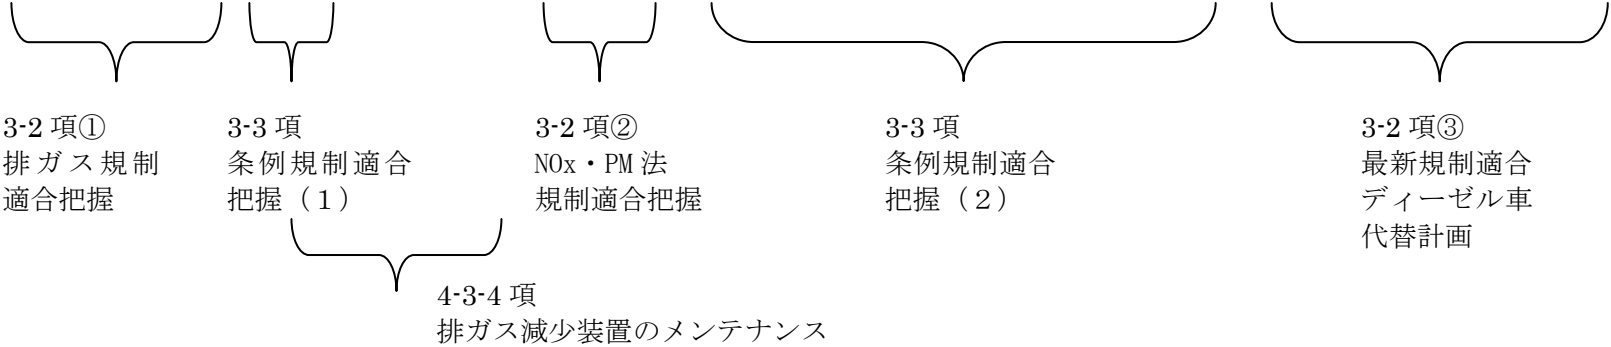 3-2 項①
排ガス規制
適合把握
3-3 項
条例規制適合
把握（１）
3-2 項②
NOx・PM 法
規制適合把握
3-3 項
条例規制適合
把握（２）
3-2 項③
最新規制適合
ディーゼル車
代替計画
4-3-4 項
排ガス減少装置のメンテナンス